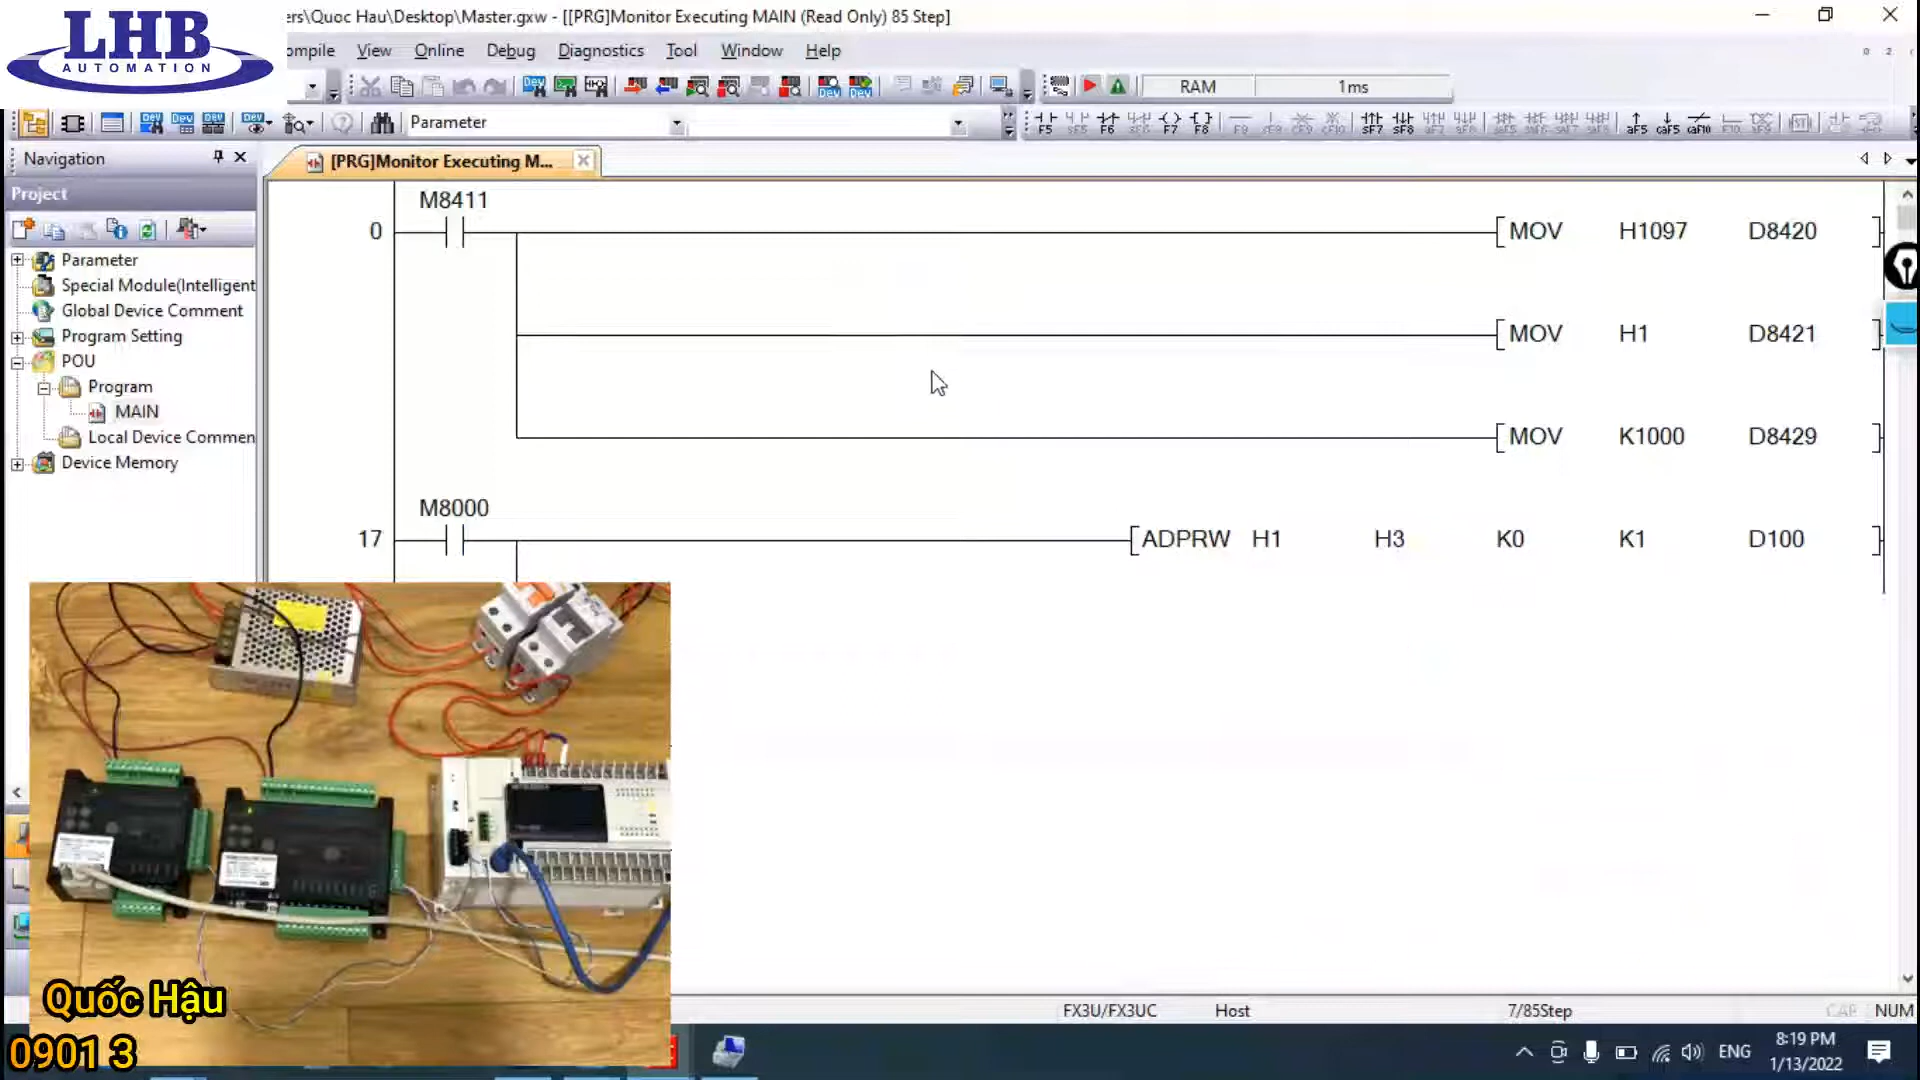 LHB
AUTOMATION
ers\Quoc Hau\Desktop\Master.gxw - [[PRG]Monitor Executing MAIN (Read Only) 85 Step]
ompile View Online Debug Diagnostics Tool Window Help
RAM 1ms
Parameter
Navigation
[PRG]Monitor Executing M...
Project
Parameter
Special Module(Intelligent
Global Device Comment
Program Setting
POU
Program
MAIN
Local Device Commen
Device Memory
M8411
0 MOV H1097 D8420
MOV H1 D8421
MOV K1000 D8429
M8000
17 ADPRW H1 H3 K0 K1 D100
Quốc Hậu
0901 3
FX3U/FX3UC Host 7/85Step CAP NUM
ENG
8:19 PM
1/13/2022